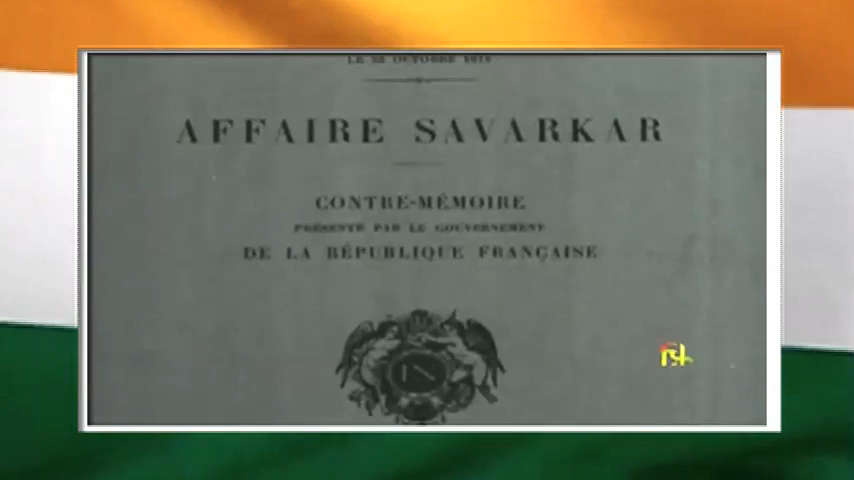 AFFAIRE SAVARKAR
CONTRE-MÉMOIRE
PRÉSENTÉ PAR LE GOUVERNEMENT
DE LA RÉPUBLIQUE FRANÇAISE